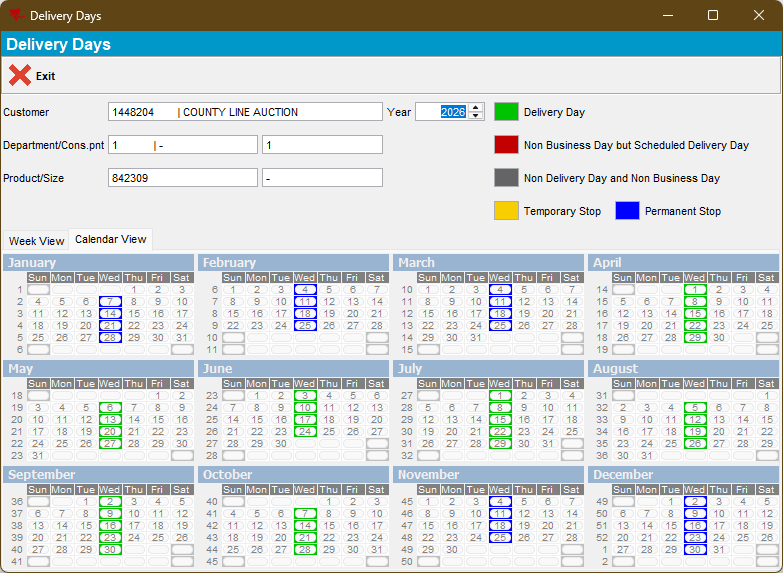 Delivery Days
Delivery Days
Exit
Customer 1448204 | COUNTY LINE AUCTION Year 2026 Delivery Day
Department/Cons.pnt 1 | - 1 Non Business Day but Scheduled Delivery Day
Product/Size 842309 - Non Delivery Day and Non Business Day
Temporary Stop Permanent Stop
Week View Calendar View
January
Sun Mon Tue Wed Thu Fri Sat
1 1 2 3
2 4 5 6 7 8 9 10
3 11 12 13 14 15 16 17
4 18 19 20 21 22 23 24
5 25 26 27 28 29 30 31
6
February
Sun Mon Tue Wed Thu Fri Sat
6 1 2 3 4 5 6 7
7 8 9 10 11 12 13 14
8 15 16 17 18 19 20 21
9 22 23 24 25 26 27 28
10
11
March
Sun Mon Tue Wed Thu Fri Sat
10 1 2 3 4 5 6 7
11 8 9 10 11 12 13 14
12 15 16 17 18 19 20 21
13 22 23 24 25 26 27 28
14 29 30 31
15
April
Sun Mon Tue Wed Thu Fri Sat
14 1 2 3 4
15 5 6 7 8 9 10 11
16 12 13 14 15 16 17 18
17 19 20 21 22 23 24 25
18 26 27 28 29 30
19
May
Sun Mon Tue Wed Thu Fri Sat
18 1 2
19 3 4 5 6 7 8 9
20 10 11 12 13 14 15 16
21 17 18 19 20 21 22 23
22 24 25 26 27 28 29 30
23 31
June
Sun Mon Tue Wed Thu Fri Sat
23 1 2 3 4 5 6
24 7 8 9 10 11 12 13
25 14 15 16 17 18 19 20
26 21 22 23 24 25 26 27
27 28 29 30
28
July
Sun Mon Tue Wed Thu Fri Sat
27 1 2 3 4
28 5 6 7 8 9 10 11
29 12 13 14 15 16 17 18
30 19 20 21 22 23 24 25
31 26 27 28 29 30 31
32
August
Sun Mon Tue Wed Thu Fri Sat
31 1
32 2 3 4 5 6 7 8
33 9 10 11 12 13 14 15
34 16 17 18 19 20 21 22
35 23 24 25 26 27 28 29
36 30 31
September
Sun Mon Tue Wed Thu Fri Sat
36 1 2 3 4 5
37 6 7 8 9 10 11 12
38 13 14 15 16 17 18 19
39 20 21 22 23 24 25 26
40 27 28 29 30
41
October
Sun Mon Tue Wed Thu Fri Sat
40 1 2 3
41 4 5 6 7 8 9 10
42 11 12 13 14 15 16 17
43 18 19 20 21 22 23 24
44 25 26 27 28 29 30 31
45
November
Sun Mon Tue Wed Thu Fri Sat
45 1 2 3 4 5 6 7
46 8 9 10 11 12 13 14
47 15 16 17 18 19 20 21
48 22 23 24 25 26 27 28
49 29 30
50
December
Sun Mon Tue Wed Thu Fri Sat
49 1 2 3 4 5
50 6 7 8 9 10 11 12
51 13 14 15 16 17 18 19
52 20 21 22 23 24 25 26
1 27 28 29 30 31
2